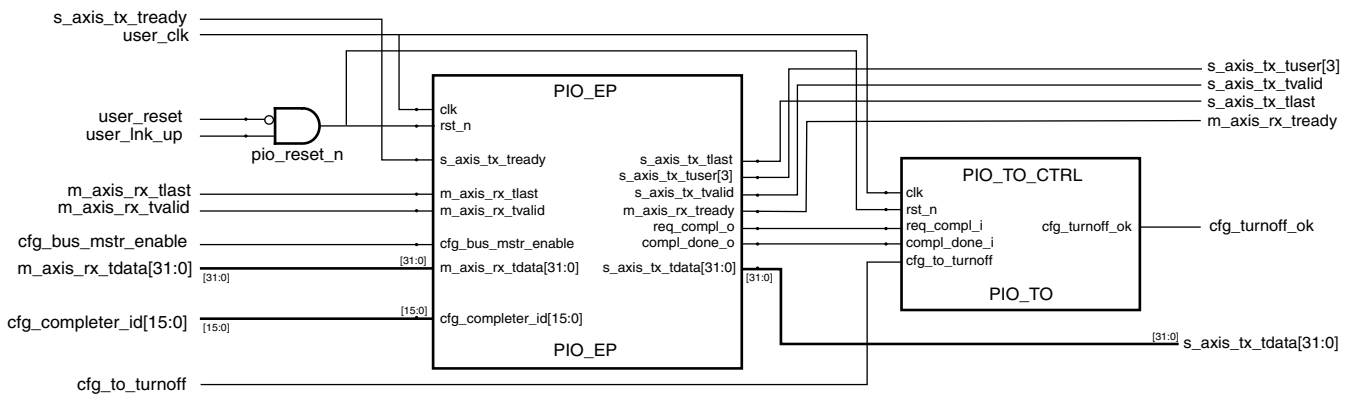 s_axis_tx_tready
user_clk
user_reset
user_lnk_up
pio_reset_n
m_axis_rx_tlast
m_axis_rx_tvalid
cfg_bus_mstr_enable
m_axis_rx_tdata[31:0]
[31:0]
[31:0]
cfg_completer_id[15:0]
[15:0]
[15:0]
cfg_to_turnoff
PIO_EP
clk
rst_n
s_axis_tx_tready
m_axis_rx_tlast
m_axis_rx_tvalid
cfg_bus_mstr_enable
m_axis_rx_tdata[31:0]
cfg_completer_id[15:0]
s_axis_tx_tlast
s_axis_tx_tuser[3]
s_axis_tx_tvalid
m_axis_rx_tready
req_compl_o
compl_done_o
s_axis_tx_tdata[31:0]
[31:0]
PIO_EP
PIO_TO_CTRL
clk
rst_n
req_compl_i
compl_done_i
cfg_to_turnoff
cfg_turnoff_ok
PIO_TO
s_axis_tx_tuser[3]
s_axis_tx_tvalid
s_axis_tx_tlast
m_axis_rx_tready
cfg_turnoff_ok
[31:0]
s_axis_tx_tdata[31:0]